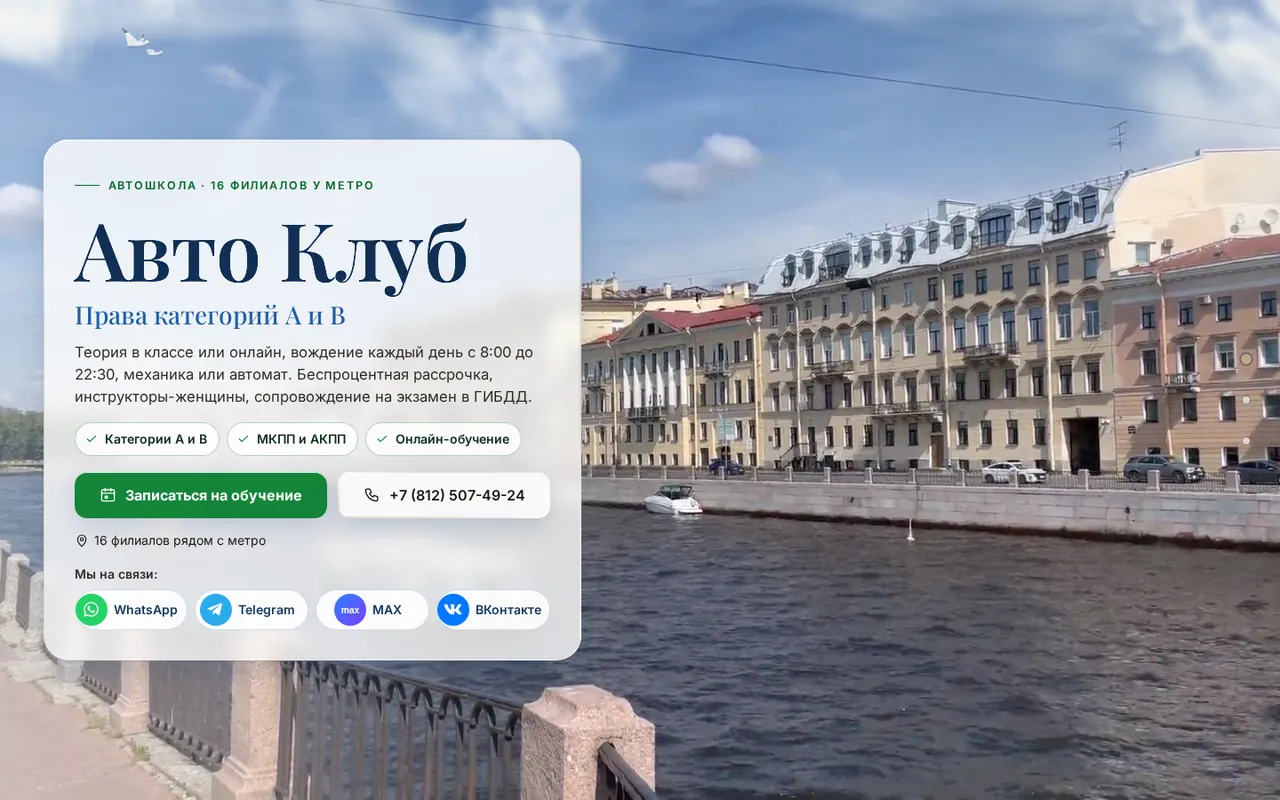 АВТОШКОЛА · 16 ФИЛИАЛОВ У МЕТРО
Авто Клуб
Права категорий А и В
Теория в классе или онлайн, вождение каждый день с 8:00 до
22:30, механика или автомат. Беспроцентная рассрочка,
инструкторы-женщины, сопровождение на экзамен в ГИБДД.
Категории А и В
МКПП и АКПП
Онлайн-обучение
Записаться на обучение
+7 (812) 507-49-24
16 филиалов рядом с метро
Мы на связи:
WhatsApp
Telegram
max MAX
ВКонтакте